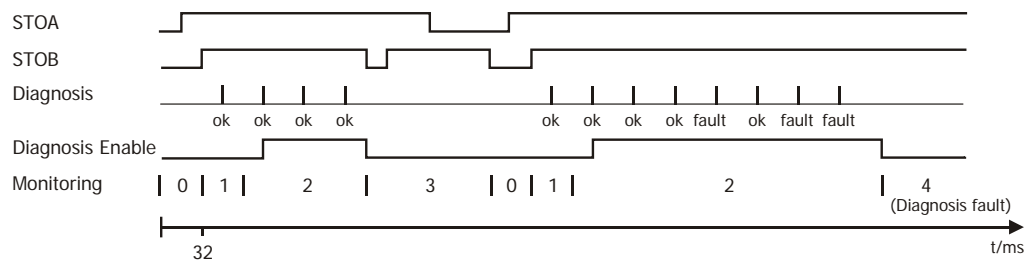 STOA
STOB
Diagnosis
ok ok ok ok ok ok ok ok fault ok fault fault
Diagnosis Enable
Monitoring 0 1 2 3 0 1 2 4
(Diagnosis fault)
32
t/ms